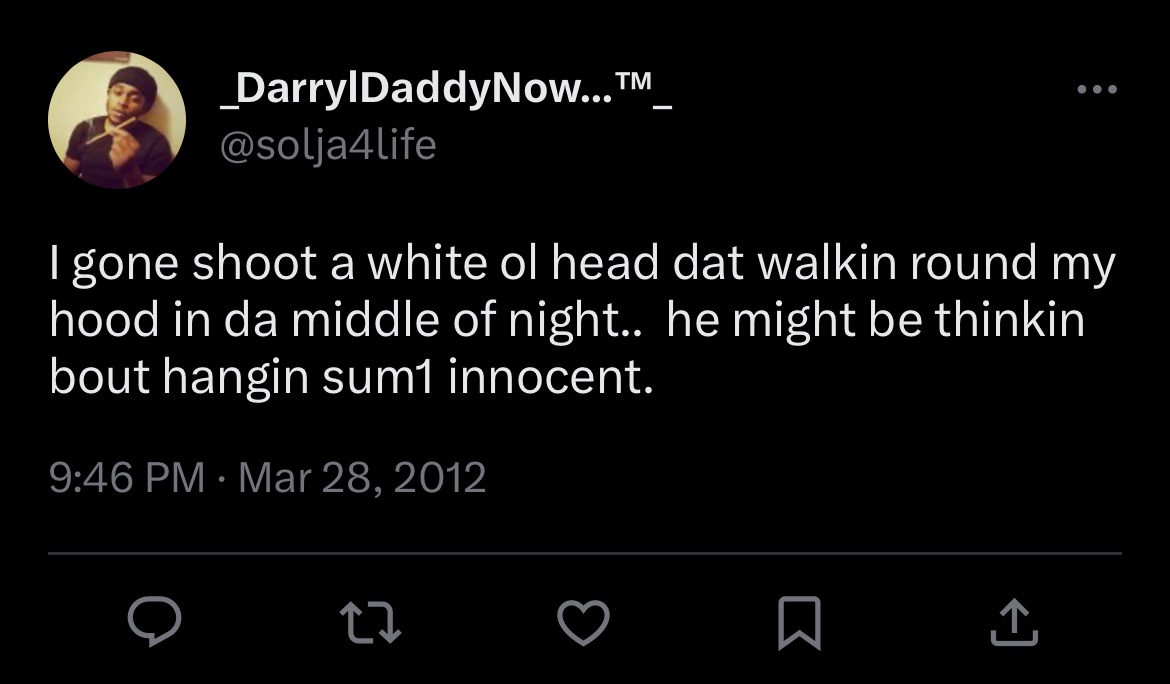 _DarrylDaddyNow...™_
@solja4life
I gone shoot a white ol head dat walkin round my
hood in da middle of night..  he might be thinkin
bout hangin sum1 innocent.
9:46 PM · Mar 28, 2012